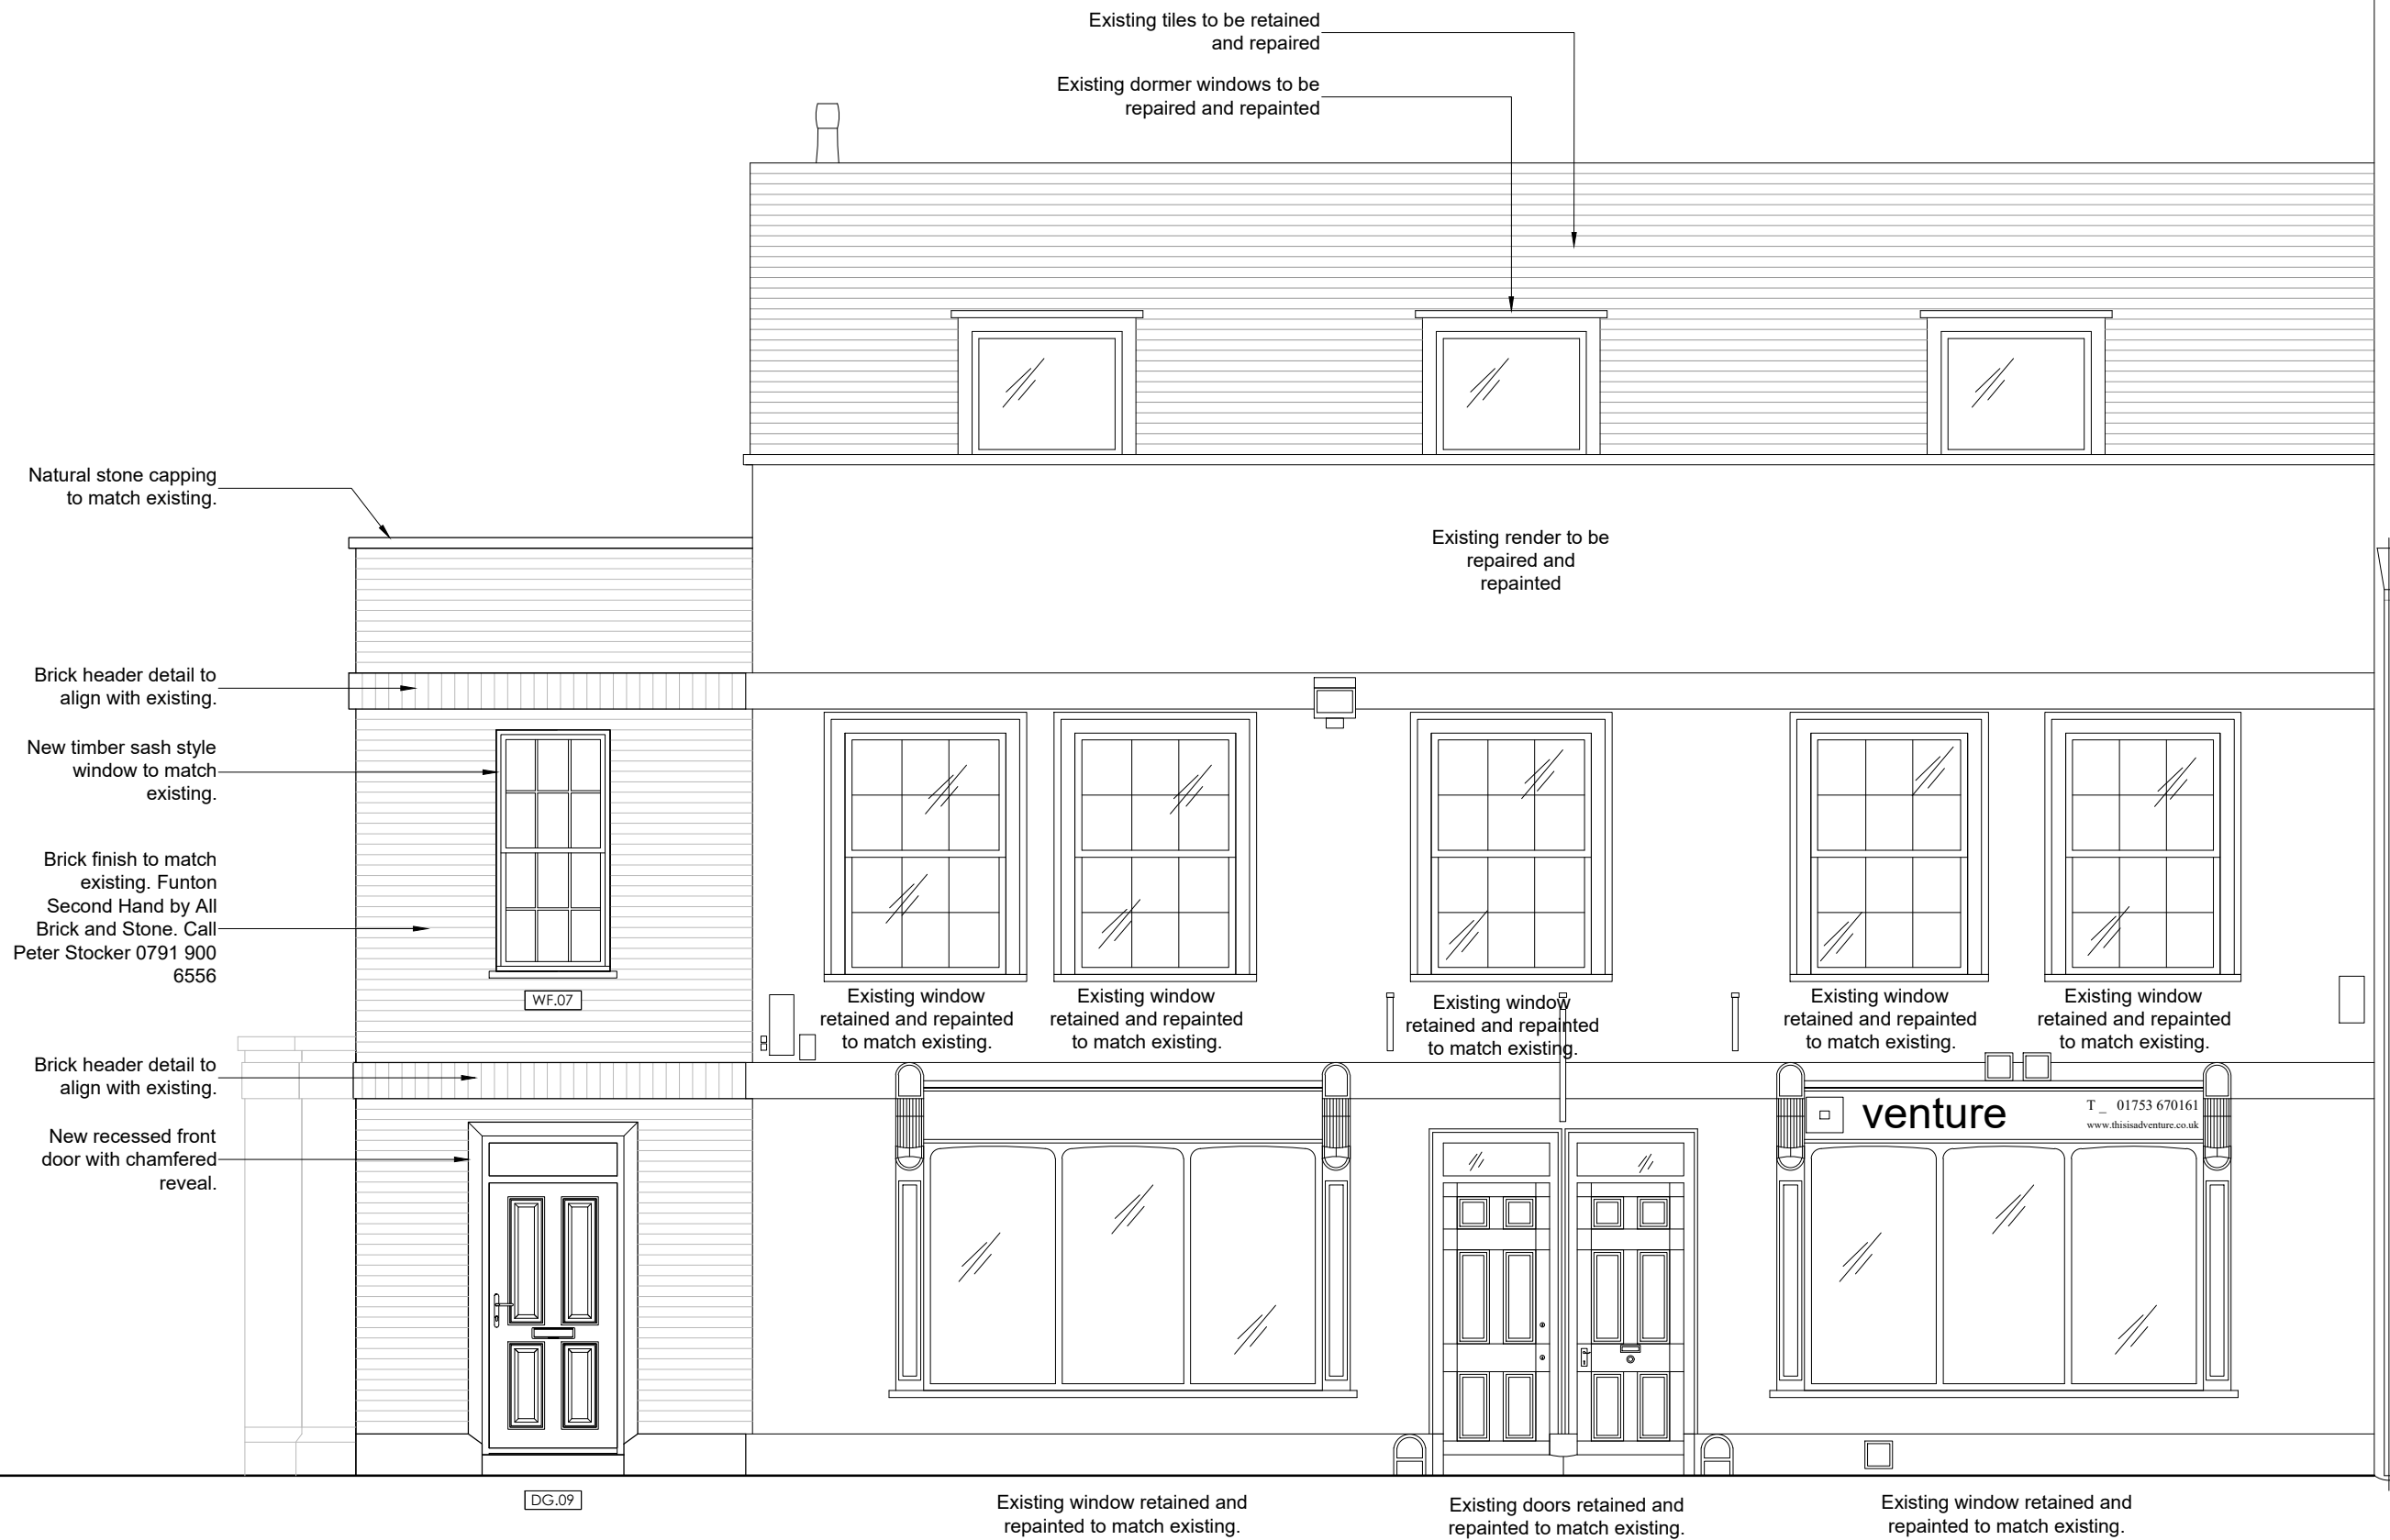 Existing tiles to be retained
and repaired
Existing dormer windows to be
repaired and repainted
Natural stone capping
to match existing.
Existing render to be
repaired and
repainted
Brick header detail to
align with existing.
New timber sash style
window to match
existing.
Brick finish to match
existing. Funton
Second Hand by All
Brick and Stone. Call
Peter Stocker 0791 900
6556
WF.07
Existing window
retained and repainted
to match existing.
Existing window
retained and repainted
to match existing.
Existing window
retained and repainted
to match existing.
Existing window
retained and repainted
to match existing.
Existing window
retained and repainted
to match existing.
Brick header detail to
align with existing.
New recessed front
door with chamfered
reveal.
venture
T _ 01753 670161
www.thisisadventure.co.uk
DG.09
Existing window retained and
repainted to match existing.
Existing doors retained and
repainted to match existing.
Existing window retained and
repainted to match existing.